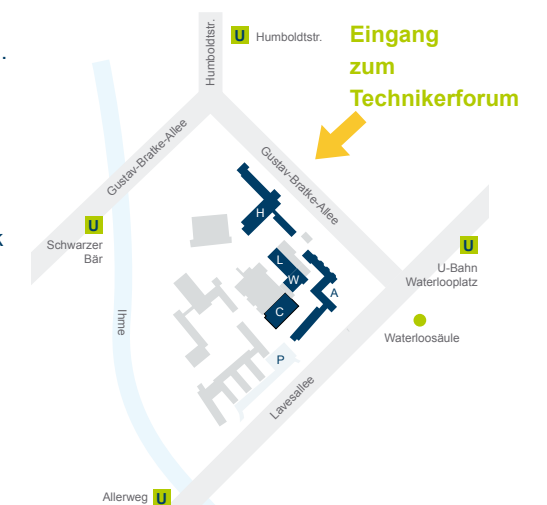 Humboldtstr.
U
Humboldtstr.
Eingang
zum
Technikerforum
.
Gustav-Bratke-Allee
Gustav-Bratke-Allee
H
U
Schwarzer
Bär
k
L
W
A
C
P
U
U-Bahn
Waterlooplatz
Waterloosäule
Ihme
Lavesallee
Allerweg
U